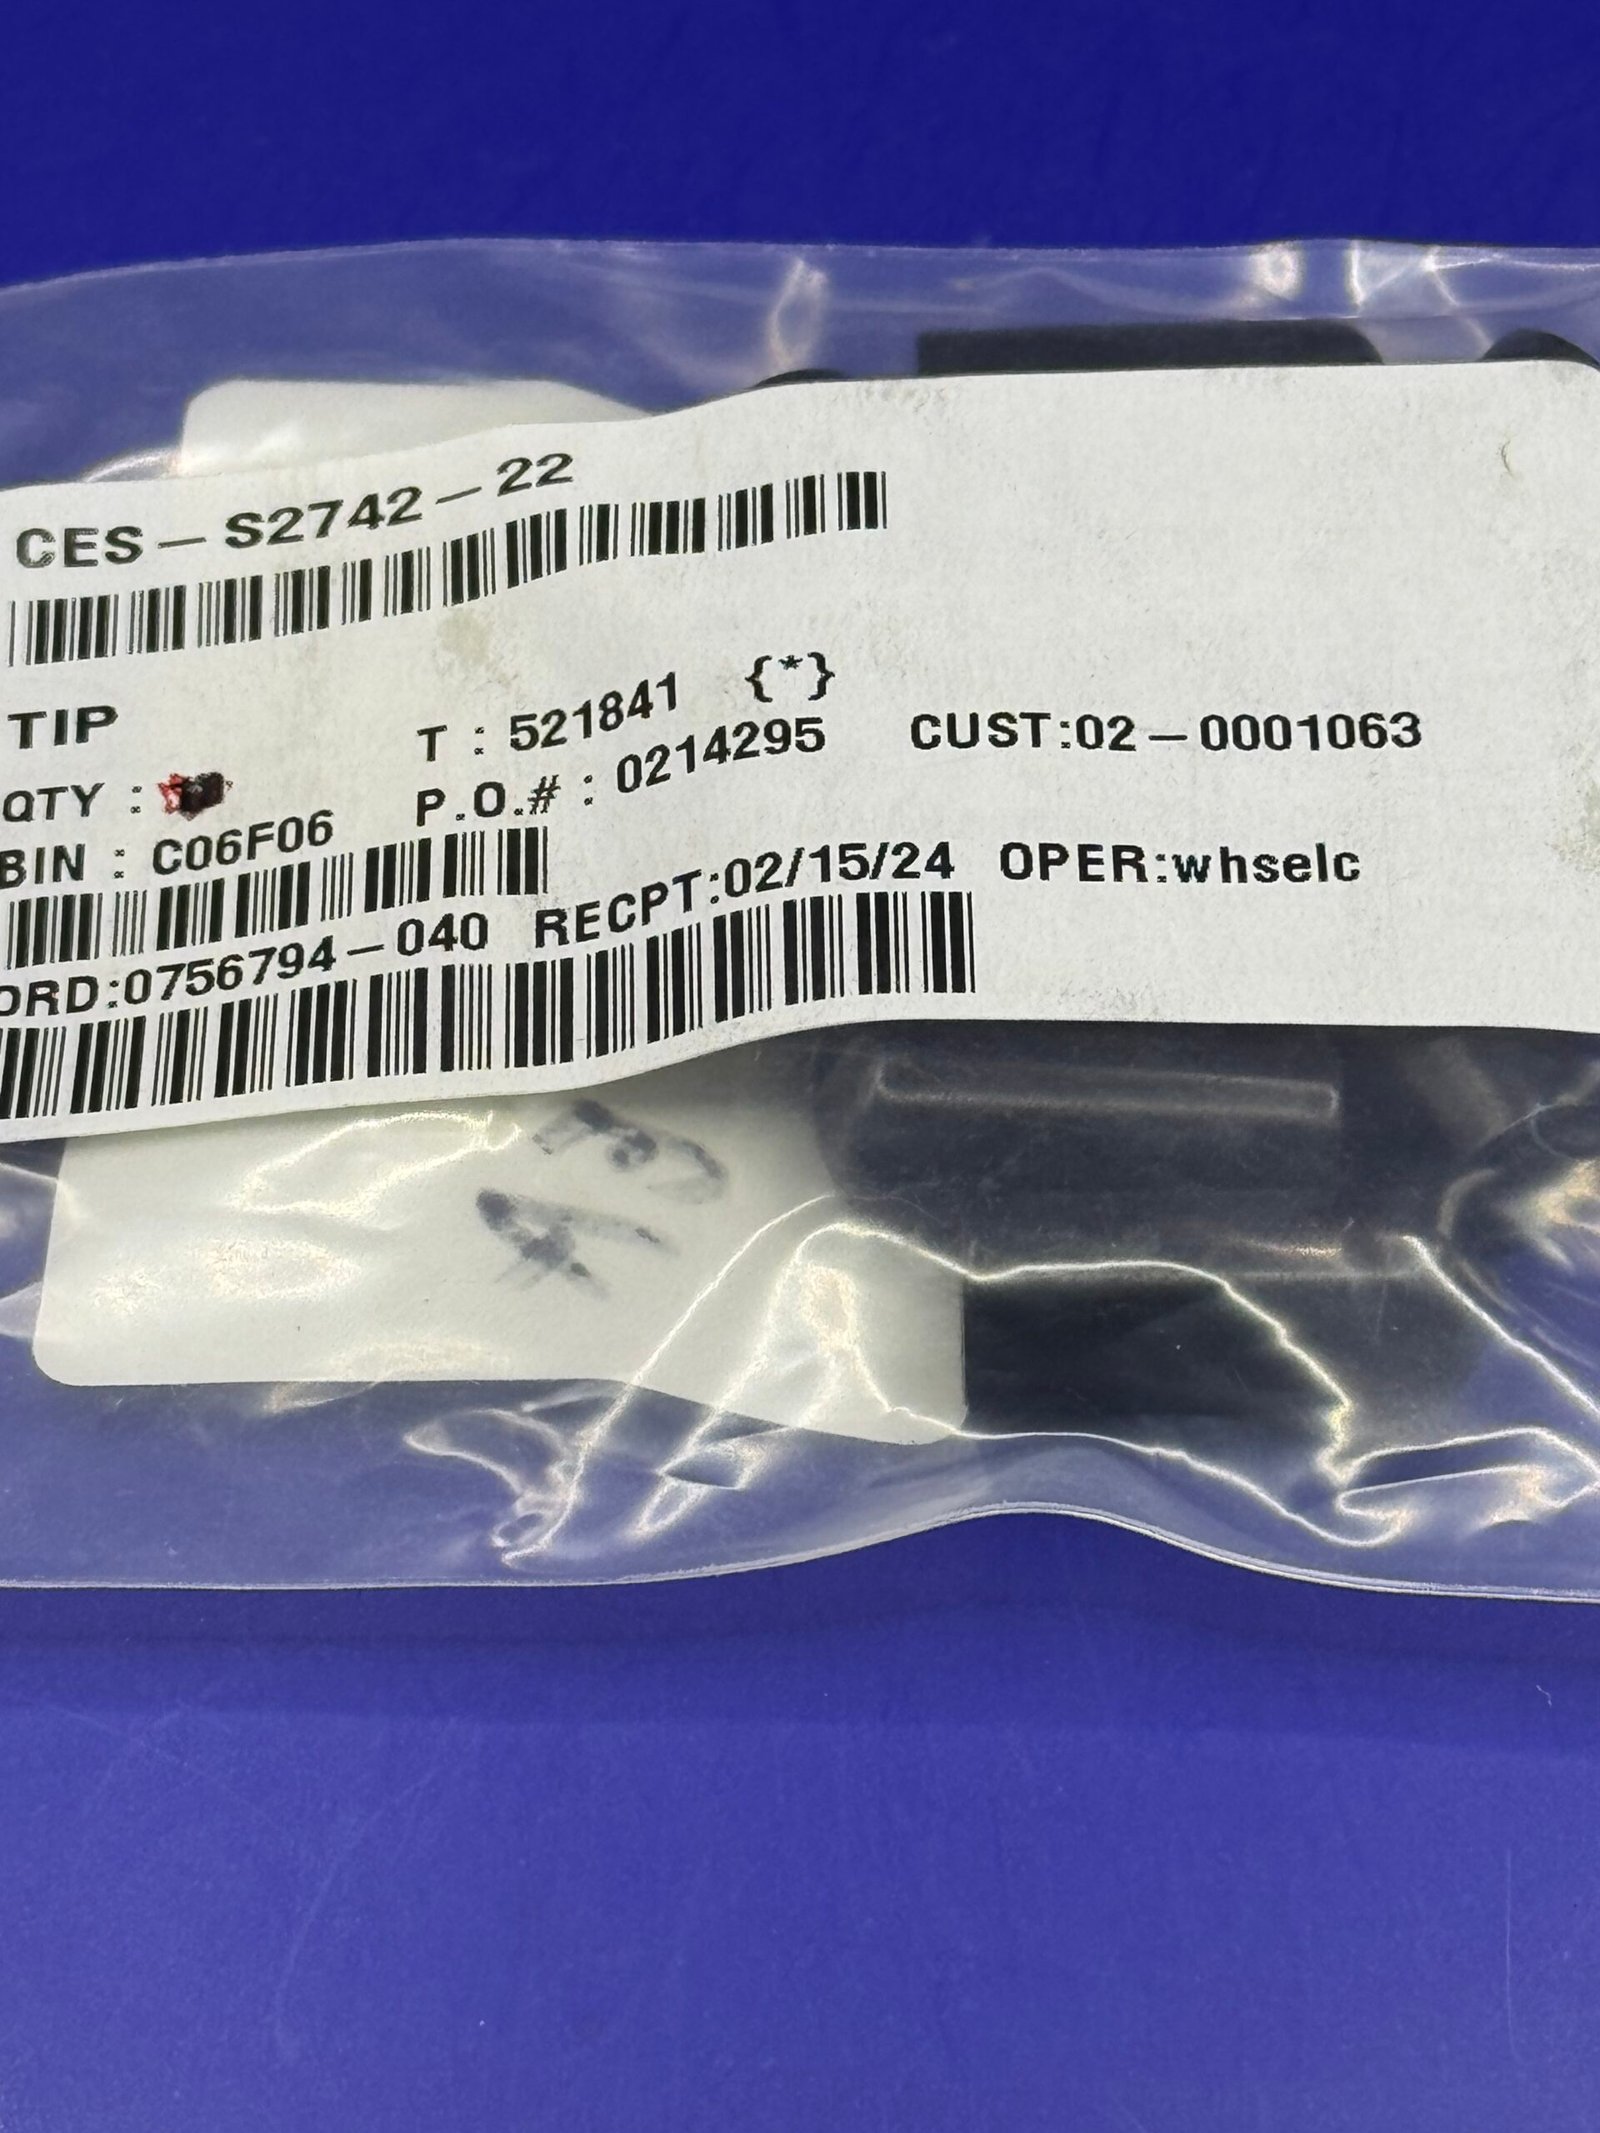 CES-S2742-22
TIP T : 521841 {*}
QTY : P.O.# : 0214295 CUST:02-0001063
BIN : C06F06
ORD:0756794-040 RECPT:02/15/24 OPER:whselc